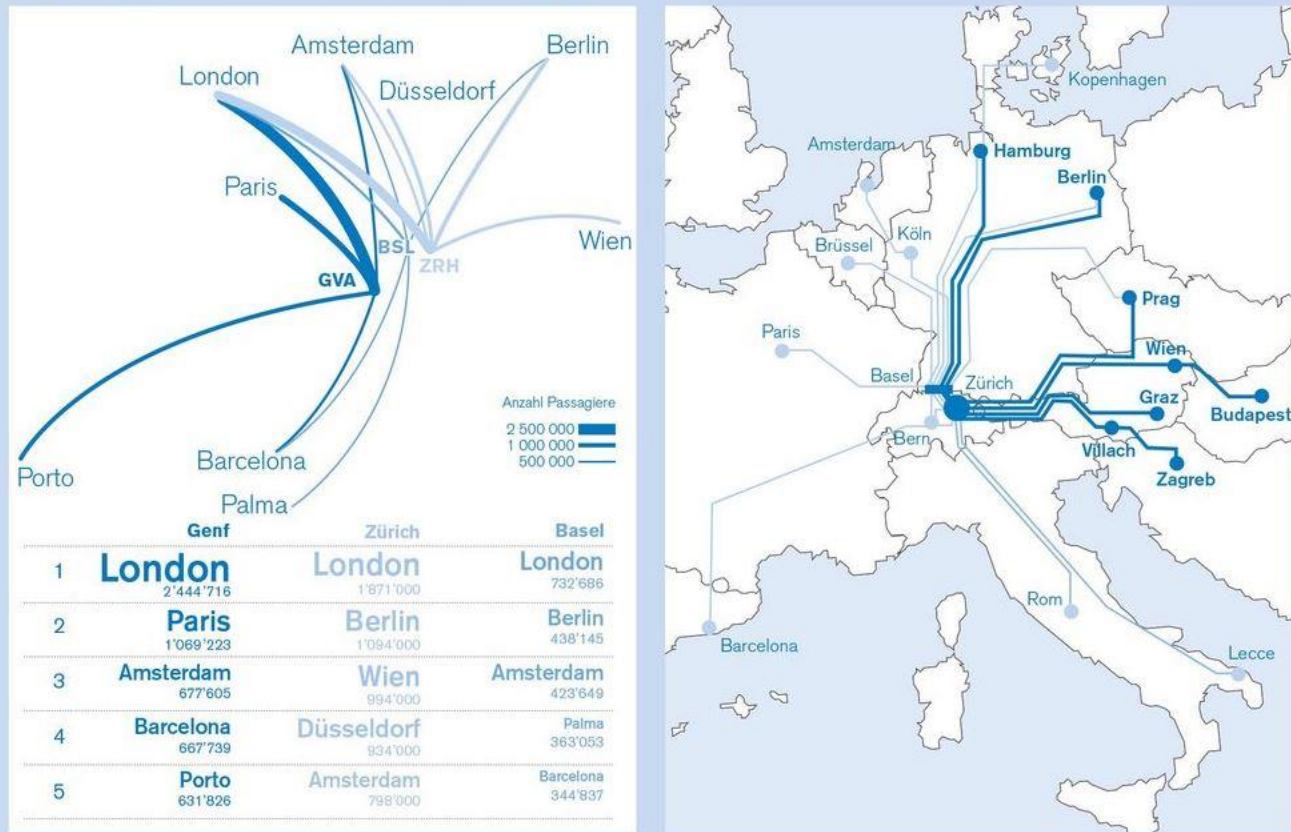 Amsterdam
Berlin
London
Düsseldorf
Paris
Wien
BSL
ZRH
GVA
Anzahl Passagiere
2 500 000
1 000 000
500 000
Barcelona
Porto
Palma
Genf Zürich Basel
1 London London London
2'444'716 1'871'000 732'686
2 Paris Berlin Berlin
1'069'223 1'094'000 438'145
3 Amsterdam Wien Amsterdam
677'605 994'000 423'649
4 Barcelona Düsseldorf Palma
667'739 934'000 363'053
5 Porto Amsterdam Barcelona
631'826 798'000 344'837
Kopenhagen
Amsterdam
Hamburg
Berlin
Köln
Brüssel
Prag
Paris
Wien
Basel
Zürich
Graz
Budapest
Bern
Villach
Zagreb
Rom
Barcelona
Lecce